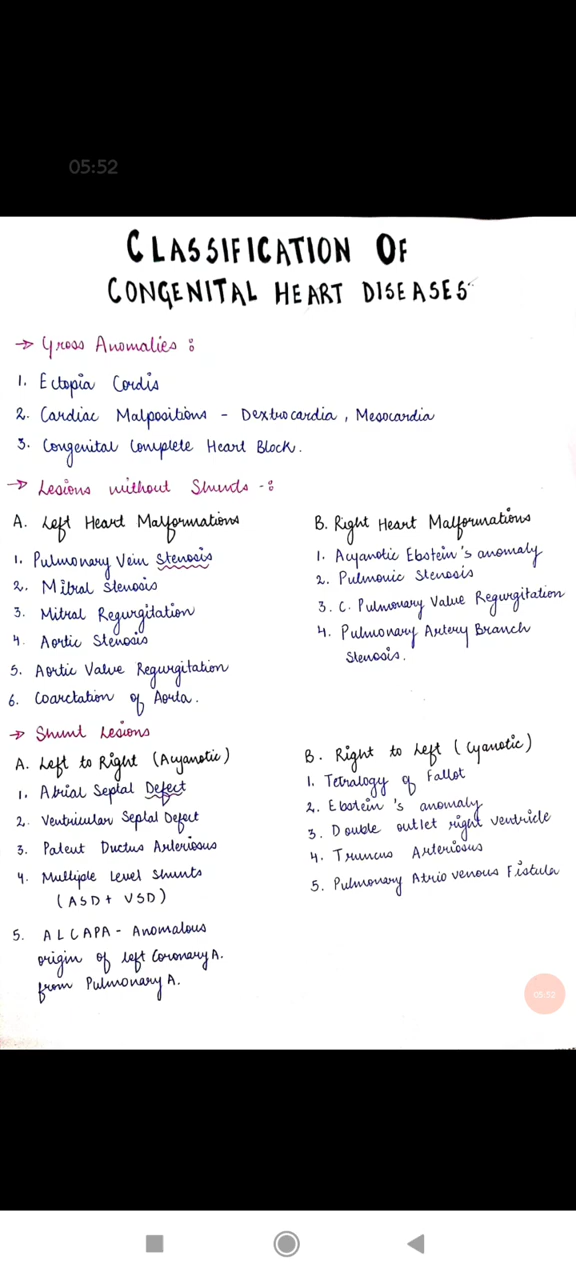 05:52
CLASSIFICATION OF
CONGENITAL HEART DISEASES
→ Gross Anomalies :
1. Ectopia Cordis
2. Cardiac Malpositions - Dextrocardia, Mesocardia
3. Congenital Complete Heart Block.
→ Lesions without Shunts -:
A. Left Heart Malformations
1. Pulmonary Vein Stenosis
2. Mitral Stenosis
3. Mitral Regurgitation
4. Aortic Stenosis
5. Aortic Valve Regurgitation
6. Coarctation of Aorta.
B. Right Heart Malformations
1. Acyanotic Ebstein's anomaly
2. Pulmonic Stenosis
3. C. Pulmonary Valve Regurgitation
4. Pulmonary Artery Branch
Stenosis.
→ Shunt Lesions
A. Left to Right (Acyanotic)
1. Atrial Septal Defect
2. Ventricular Septal Defect
3. Patent Ductus Arteriosus
4. Multiple Level Shunts
(ASD + VSD)
5. ALCAPA - Anomalous
origin of left Coronary A.
from Pulmonary A.
B. Right to Left (Cyanotic)
1. Tetralogy of Fallot
2. Ebstein's anomaly
3. Double outlet right ventricle
4. Truncus Arteriosus
5. Pulmonary Atrio venous Fistula
05:52